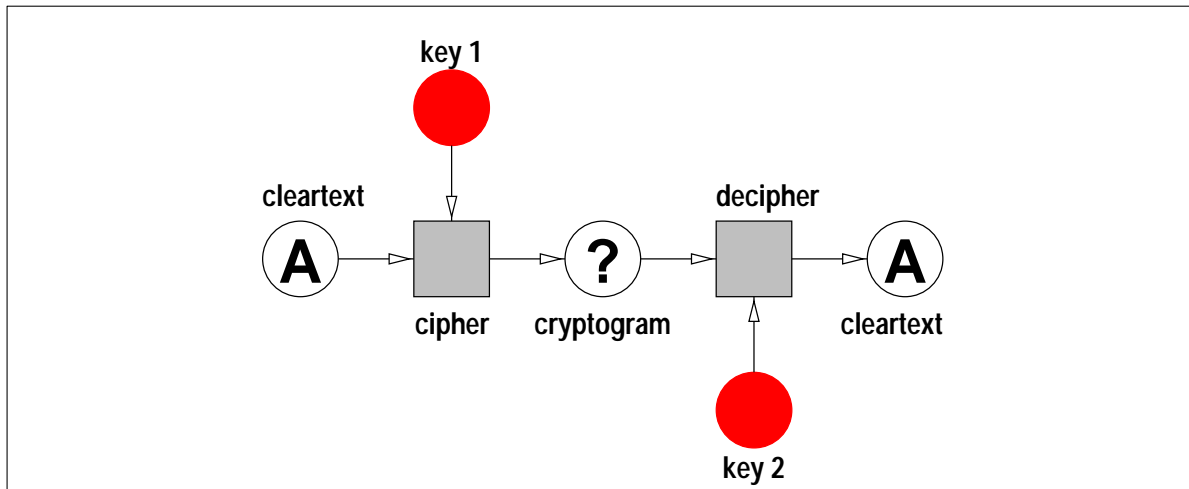 key 1
cleartext
decipher
A
?
A
cipher
cryptogram
cleartext
key 2